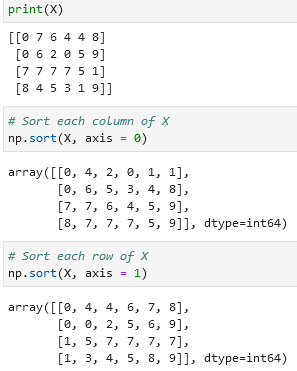 print(X)
[[0 7 6 4 4 8]
 [0 6 2 0 5 9]
 [7 7 7 7 5 1]
 [8 4 5 3 1 9]]
# Sort each column of X
np.sort(X, axis = 0)
array([[0, 4, 2, 0, 1, 1],
       [0, 6, 5, 3, 4, 8],
       [7, 7, 6, 4, 5, 9],
       [8, 7, 7, 7, 5, 9]], dtype=int64)
# Sort each row of X
np.sort(X, axis = 1)
array([[0, 4, 4, 6, 7, 8],
       [0, 0, 2, 5, 6, 9],
       [1, 5, 7, 7, 7, 7],
       [1, 3, 4, 5, 8, 9]], dtype=int64)